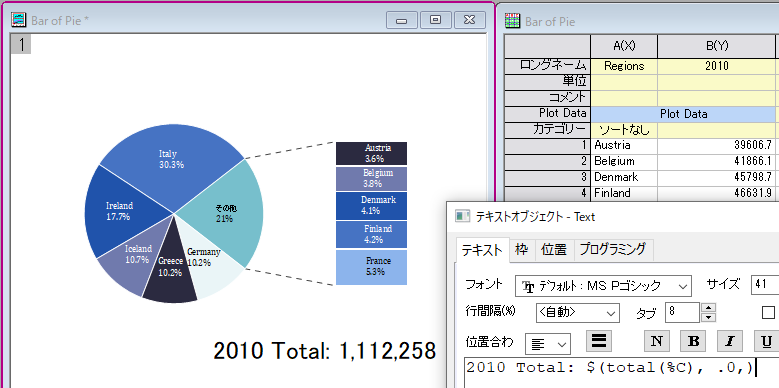 Bar of Pie *
1
Italy
30.3%
Ireland
17.7%
Iceland
10.7%
Greece
10.2%
Germany
10.2%
その他
21%
Austria
3.6%
Belgium
3.8%
Denmark
4.1%
Finland
4.2%
France
5.3%
2010 Total: 1,112,258
Bar of Pie
A(X) B(Y)
ロングネーム Regions 2010
単位
コメント
Plot Data Plot Data
カテゴリー ソートなし
1 Austria 39606.7
2 Belgium 41866.1
3 Denmark 45798.7
4 Finland 46631.9
テキストオブジェクト - Text
テキスト 枠 位置 プログラミング
フォント デフォルト : MS Pゴシック サイズ 41
行間隔(%) <自動> タブ 8
位置合わ N B I U
2010 Total: $(total(%C), .0,)